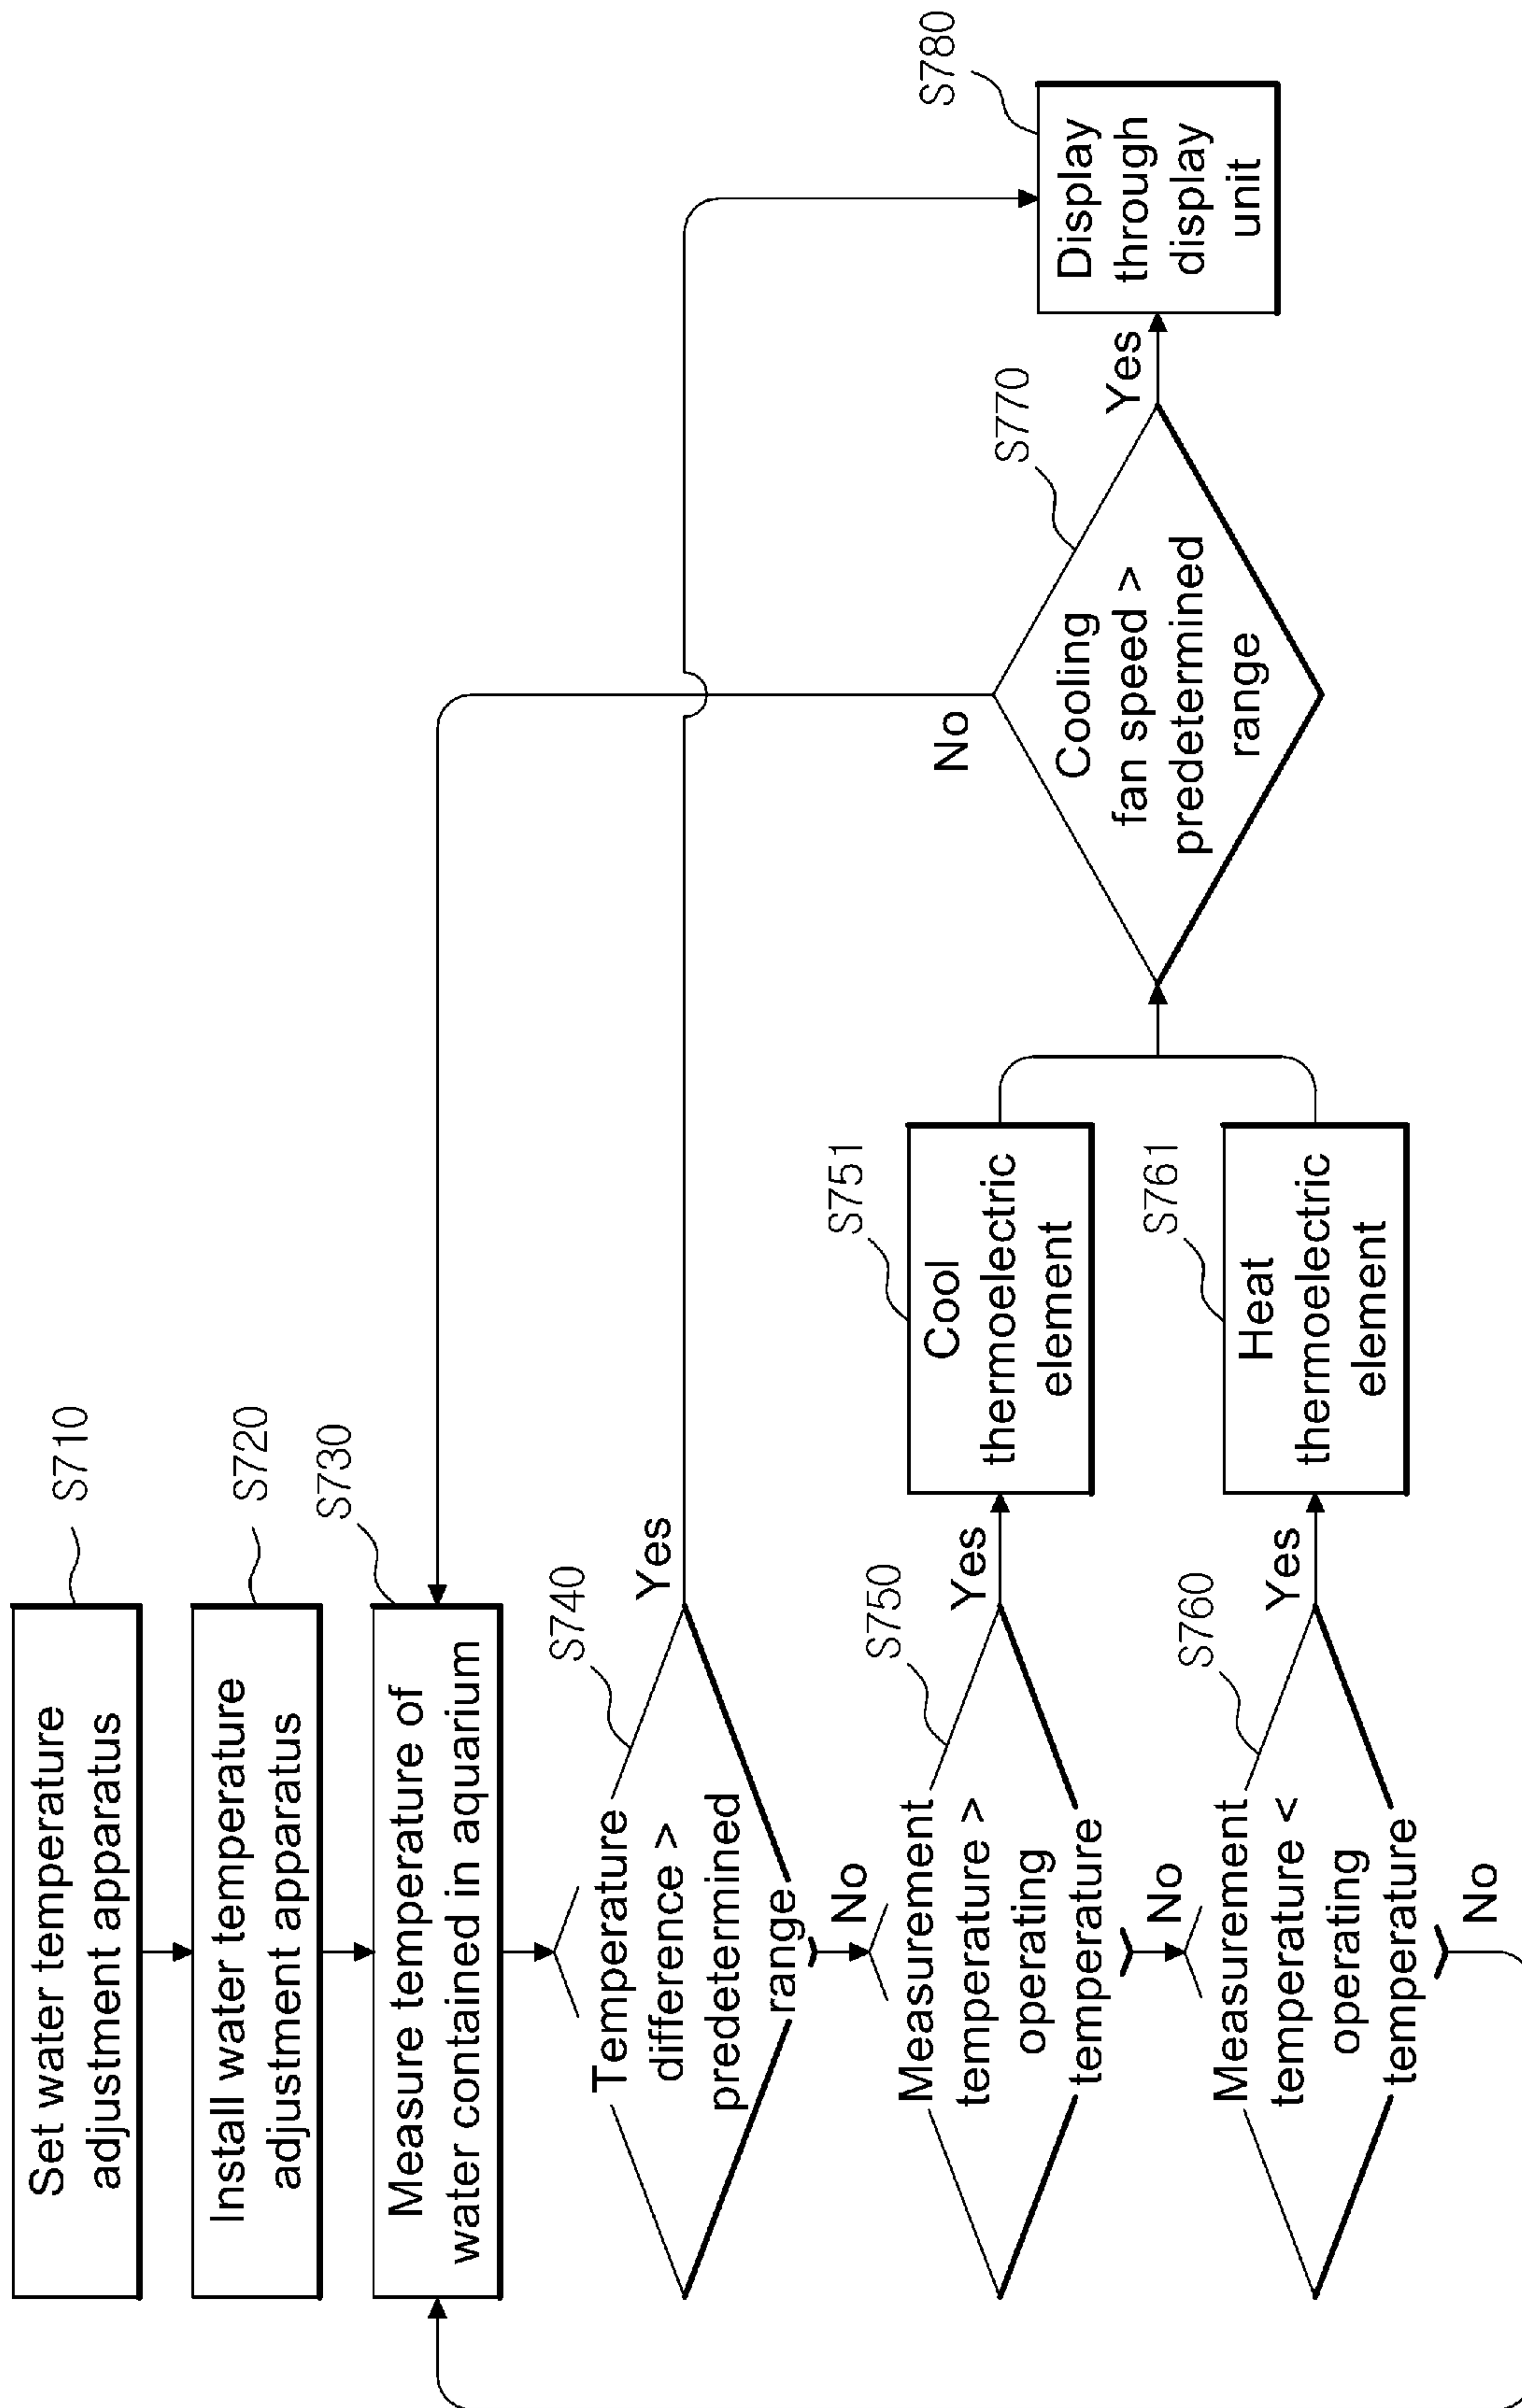 S710
Set water temperature
adjustment apparatus
S720
Install water temperature
adjustment apparatus
S730
Measure temperature of
water contained in aquarium
S740
Temperature
difference >
predetermined
range
Yes
No
S750
Measurement
temperature >
operating
temperature
Yes
No
S751
Cool
thermoelectric
element
S760
Measurement
temperature <
operating
temperature
Yes
No
S761
Heat
thermoelectric
element
S770
Cooling
fan speed >
predetermined
range
No
Yes
S780
Display
through
display
unit